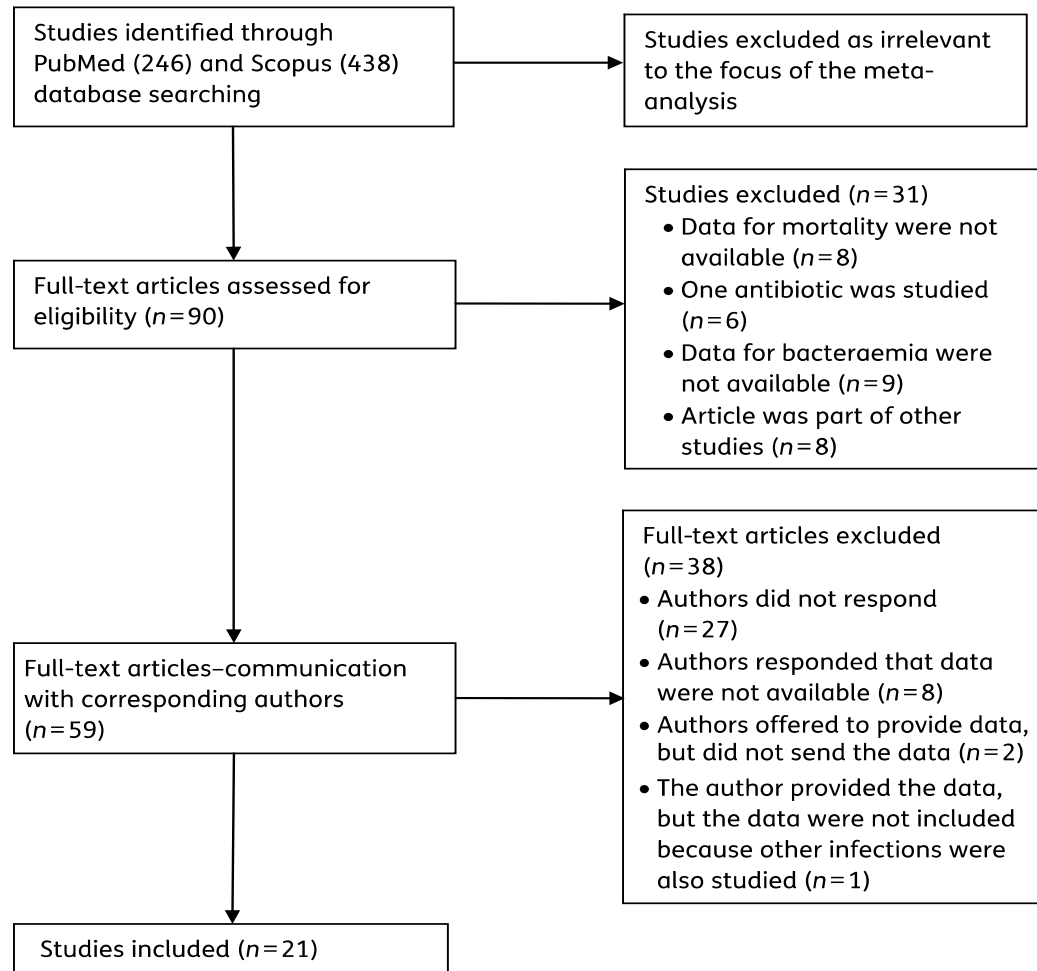 Studies identified through
PubMed (246) and Scopus (438)
database searching
Studies excluded as irrelevant
to the focus of the meta-
analysis
Full-text articles assessed for
eligibility (n=90)
Studies excluded (n=31)
• Data for mortality were not
available (n=8)
• One antibiotic was studied
(n=6)
• Data for bacteraemia were
not available (n=9)
• Article was part of other
studies (n=8)
Full-text articles–communication
with corresponding authors
(n=59)
Full-text articles excluded
(n=38)
• Authors did not respond
(n=27)
• Authors responded that data
were not available (n=8)
• Authors offered to provide data,
but did not send the data (n=2)
• The author provided the data,
but the data were not included
because other infections were
also studied (n=1)
Studies included (n=21)